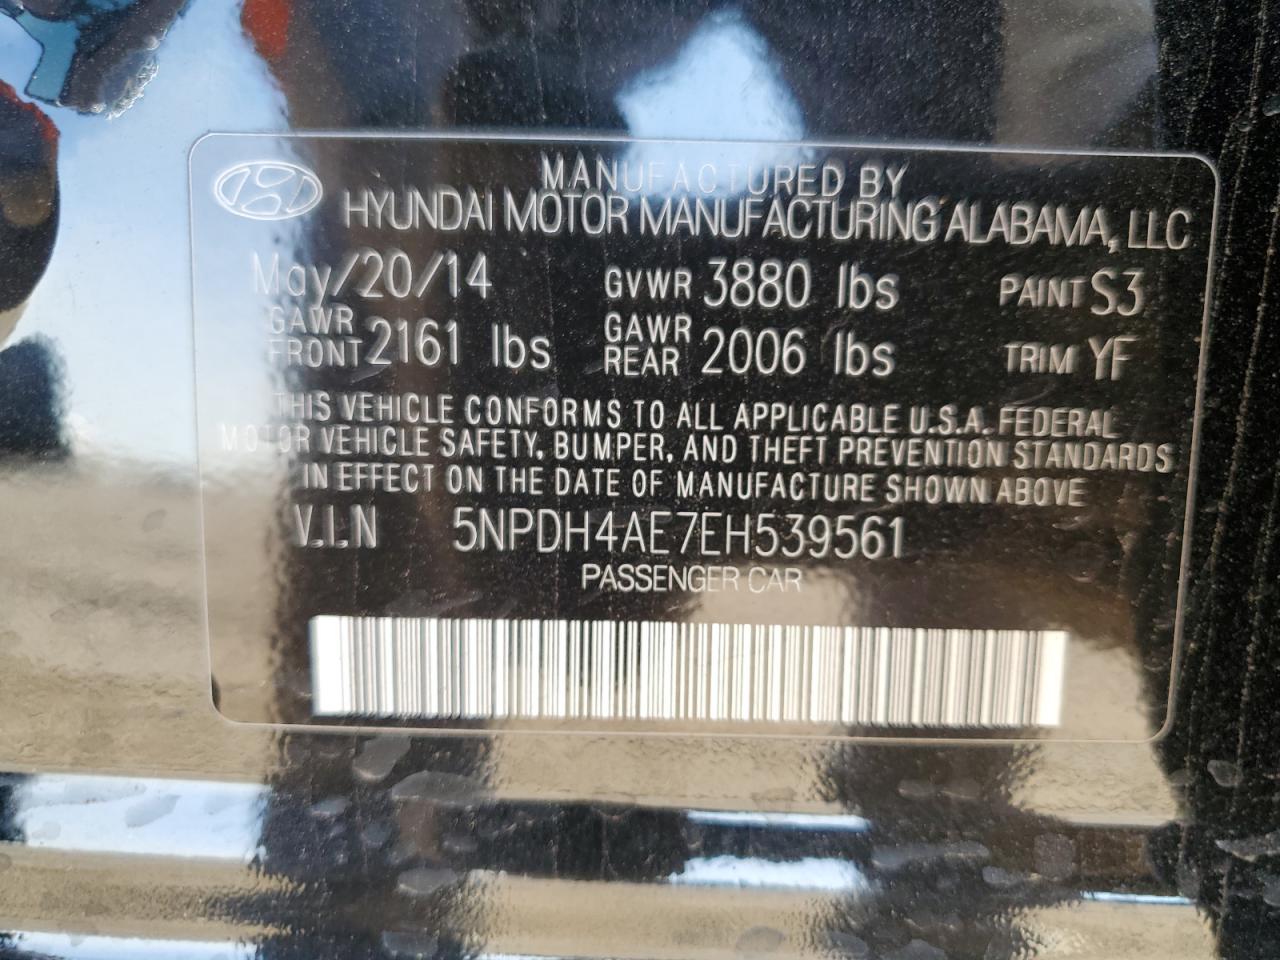 MANUFACTURED BY
HYUNDAI MOTOR MANUFACTURING ALABAMA, LLC
May/20/14 GVWR 3880 lbs PAINT S3
GAWR FRONT 2161 lbs GAWR REAR 2006 lbs TRIM YF
THIS VEHICLE CONFORMS TO ALL APPLICABLE U.S.A. FEDERAL
MOTOR VEHICLE SAFETY, BUMPER, AND THEFT PREVENTION STANDARDS
IN EFFECT ON THE DATE OF MANUFACTURE SHOWN ABOVE
V.I.N 5NPDH4AE7EH539561
PASSENGER CAR